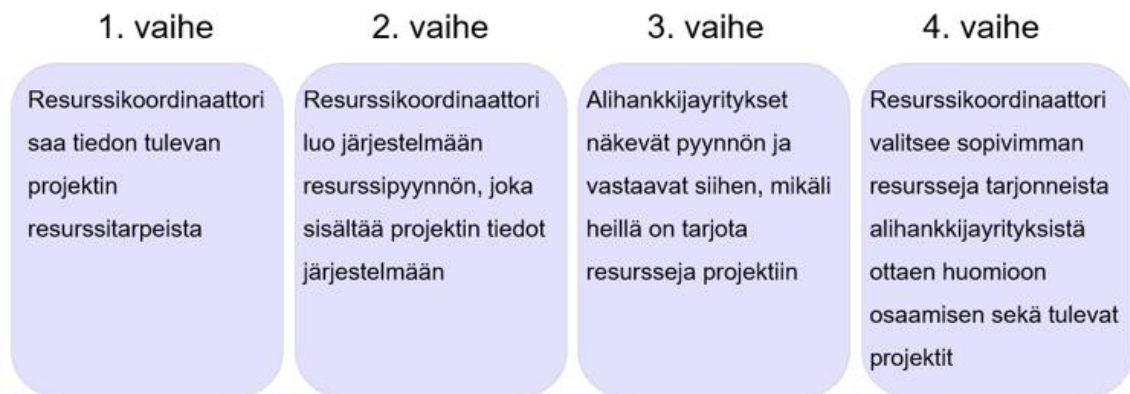 1. vaihe
Resurssikoordinaattori
saa tiedon tulevan
projektin
resurssitarpeista
2. vaihe
Resurssikoordinaattori
luo järjestelmään
resurssipyynnön, joka
sisältää projektin tiedot
järjestelmään
3. vaihe
Alihankkijayritykset
näkevät pyynnön ja
vastaavat siihen, mikäli
heillä on tarjota
resursseja projektiin
4. vaihe
Resurssikoordinaattori
valitsee sopivimman
resursseja tarjonneista
alihankkijayrityksistä
ottaen huomioon
osaamisen sekä tulevat
projektit